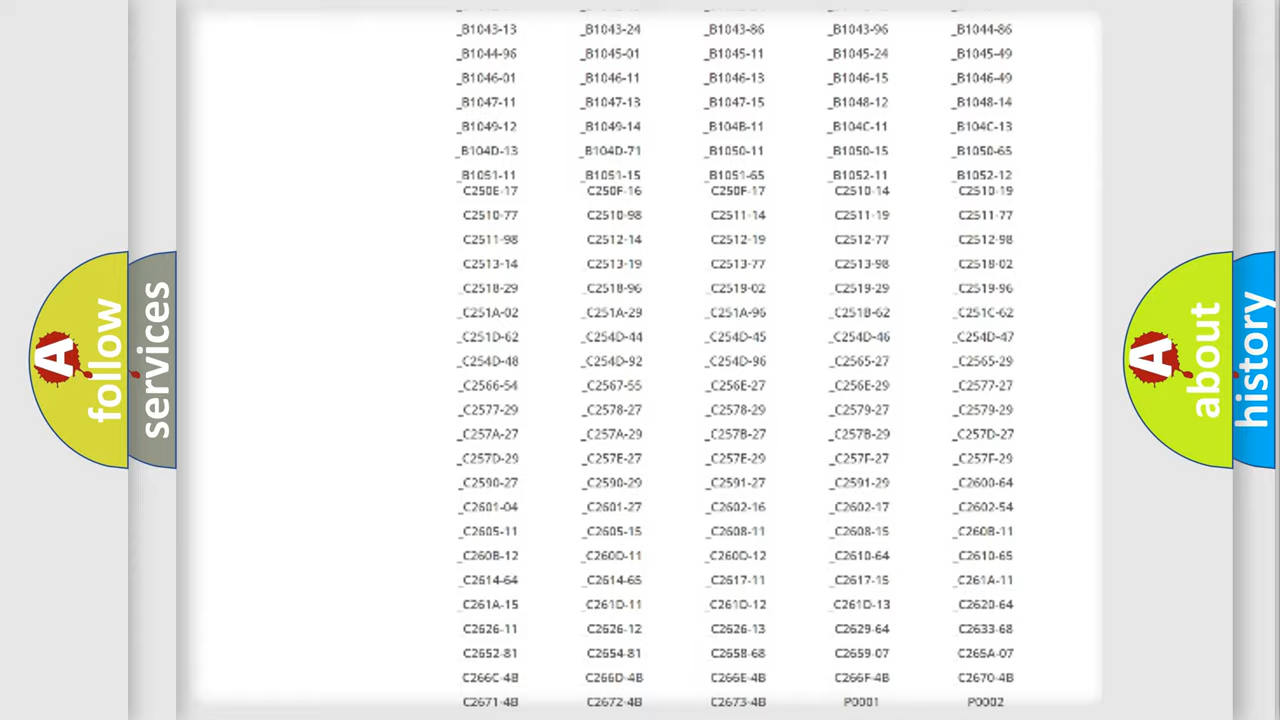 _B1043-13 _B1043-24 _B1043-86 _B1043-96 _B1044-86
_B1044-96 _B1045-01 _B1045-11 _B1045-24 _B1045-49
_B1046-01 _B1046-11 _B1046-13 _B1046-15 _B1046-49
_B1047-11 _B1047-13 _B1047-15 _B1048-12 _B1048-14
_B1049-12 _B1049-14 _B104B-11 _B104C-11 _B104C-13
_B104D-13 _B104D-71 _B1050-11 _B1050-15 _B1050-65
_B1051-11 _B1051-15 _B1051-65 _B1052-11 _B1052-12
C250E-17 C250F-16 C250F-17 C2510-14 C2510-19
C2510-77 C2510-98 C2511-14 C2511-19 C2511-77
C2511-98 C2512-14 C2512-19 C2512-77 C2512-98
C2513-14 C2513-19 C2513-77 C2513-98 C2518-02
_C2518-29 _C2518-96 _C2519-02 _C2519-29 _C2519-96
_C251A-02 _C251A-29 _C251A-96 _C251B-62 _C251C-62
_C251D-62 _C254D-44 _C254D-45 _C254D-46 _C254D-47
_C254D-48 _C254D-92 _C254D-96 _C2565-27 _C2565-29
_C2566-54 _C2567-55 _C256E-27 _C256E-29 _C2577-27
_C2577-29 _C2578-27 _C2578-29 _C2579-27 _C2579-29
_C257A-27 _C257A-29 _C257B-27 _C257B-29 _C257D-27
_C257D-29 _C257E-27 _C257E-29 _C257F-27 _C257F-29
_C2590-27 _C2590-29 _C2591-27 _C2591-29 _C2600-64
_C2601-04 _C2601-27 _C2602-16 _C2602-17 _C2602-54
_C2605-11 _C2605-15 _C2608-11 _C2608-15 _C260B-11
_C260B-12 _C260D-11 _C260D-12 _C2610-64 _C2610-65
_C2614-64 _C2614-65 _C2617-11 _C2617-15 _C261A-11
_C261A-15 _C261D-11 _C261D-12 _C261D-13 _C2620-64
C2626-11 C2626-12 C2626-13 C2629-64 C2633-68
C2652-81 C2654-81 C2658-68 C2659-07 C265A-07
C266C-4B C266D-4B C266E-4B C266F-4B C2670-4B
C2671-4B C2672-4B C2673-4B P0001 P0002
A follow
services
A about
history